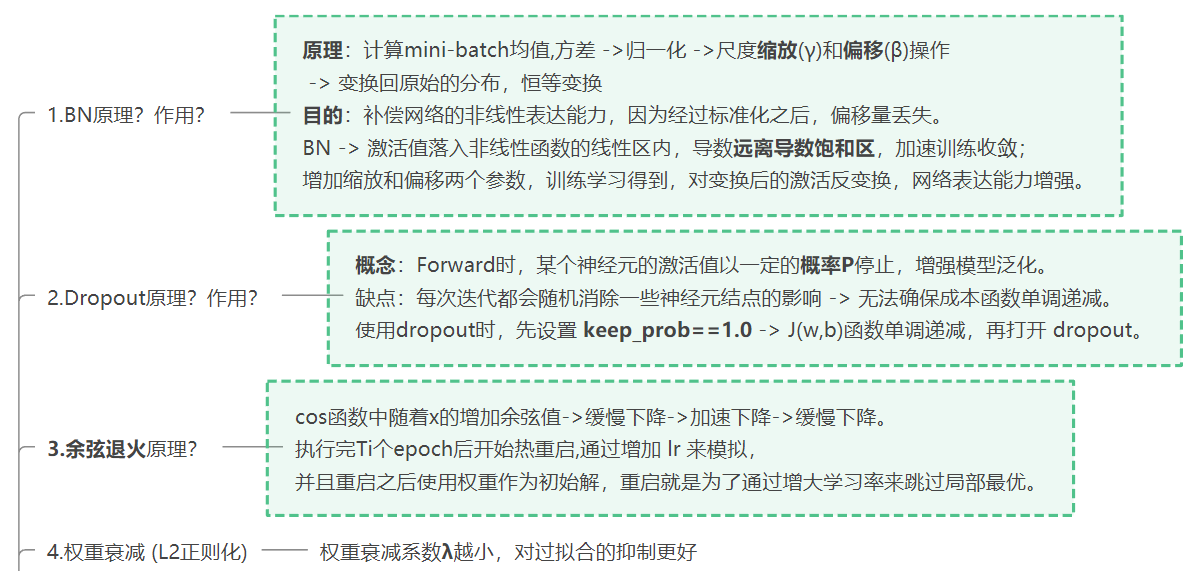 1.BN原理？作用？
原理：计算mini-batch均值,方差 ->归一化 ->尺度缩放(γ)和偏移(β)操作
-> 变换回原始的分布，恒等变换
目的：补偿网络的非线性表达能力，因为经过标准化之后，偏移量丢失。
BN -> 激活值落入非线性函数的线性区内，导数远离导数饱和区，加速训练收敛；
增加缩放和偏移两个参数，训练学习得到，对变换后的激活反变换，网络表达能力增强。
2.Dropout原理？作用？
概念：Forward时，某个神经元的激活值以一定的概率P停止，增强模型泛化。
缺点：每次迭代都会随机消除一些神经元结点的影响 -> 无法确保成本函数单调递减。
使用dropout时，先设置 keep_prob==1.0 -> J(w,b)函数单调递减，再打开 dropout。
3.余弦退火原理？
cos函数中随着x的增加余弦值->缓慢下降->加速下降->缓慢下降。
执行完Ti个epoch后开始热重启,通过增加 lr 来模拟，
并且重启之后使用权重作为初始解，重启就是为了通过增大学习率来跳过局部最优。
4.权重衰减 (L2正则化)
权重衰减系数λ越小，对过拟合的抑制更好